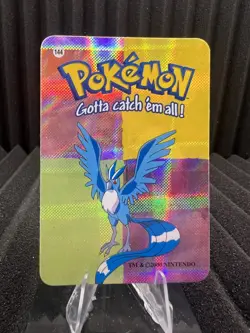 144
POKéMON
Gotta catch 'em all!
TM & ©2000 NINTENDO